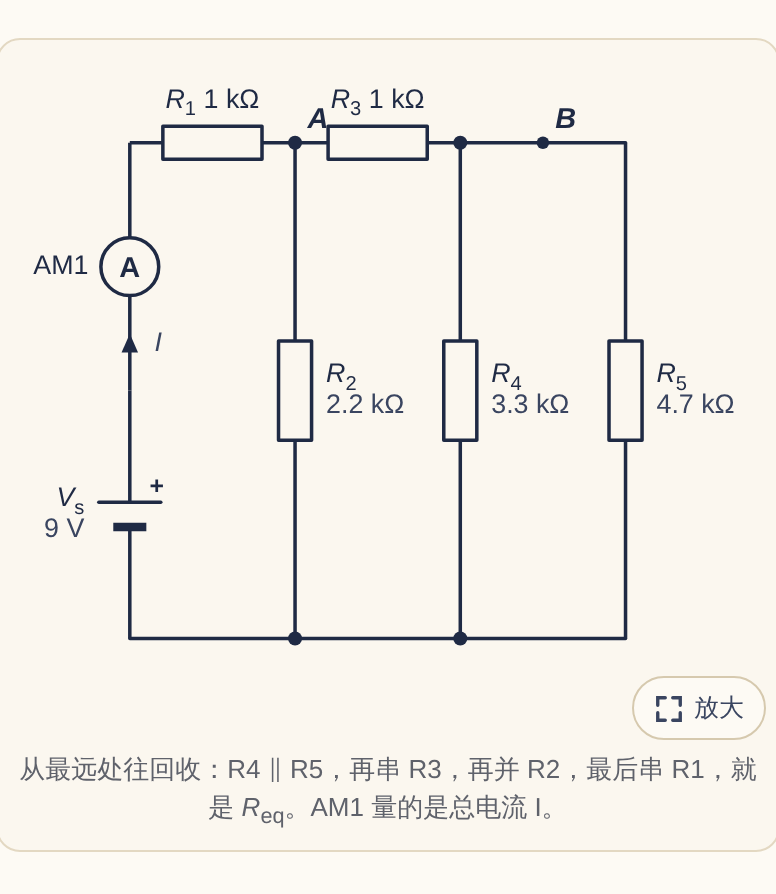 R1 1 kΩ
A
R3 1 kΩ
B
AM1
A
I
R2
2.2 kΩ
R4
3.3 kΩ
R5
4.7 kΩ
+
Vs
9 V
放大
从最远处往回收：R4 ∥ R5，再串 R3，再并 R2，最后串 R1，就
是 Req。AM1 量的是总电流 I。